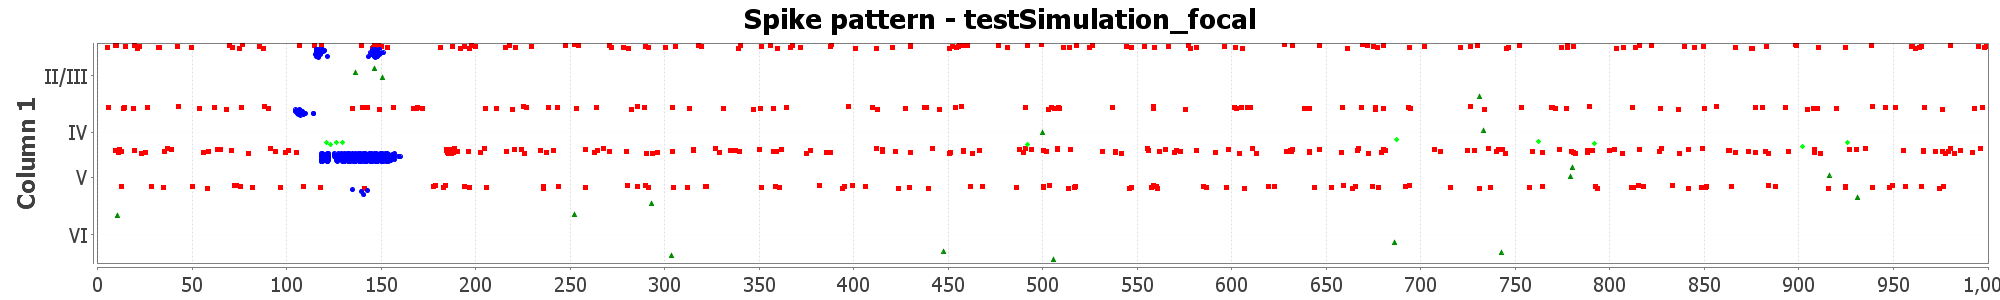 Spike pattern - testSimulation_focal
Column 1
II/III
IV
V
VI
0 50 100 150 200 250 300 350 400 450 500 550 600 650 700 750 800 850 900 950 1,00